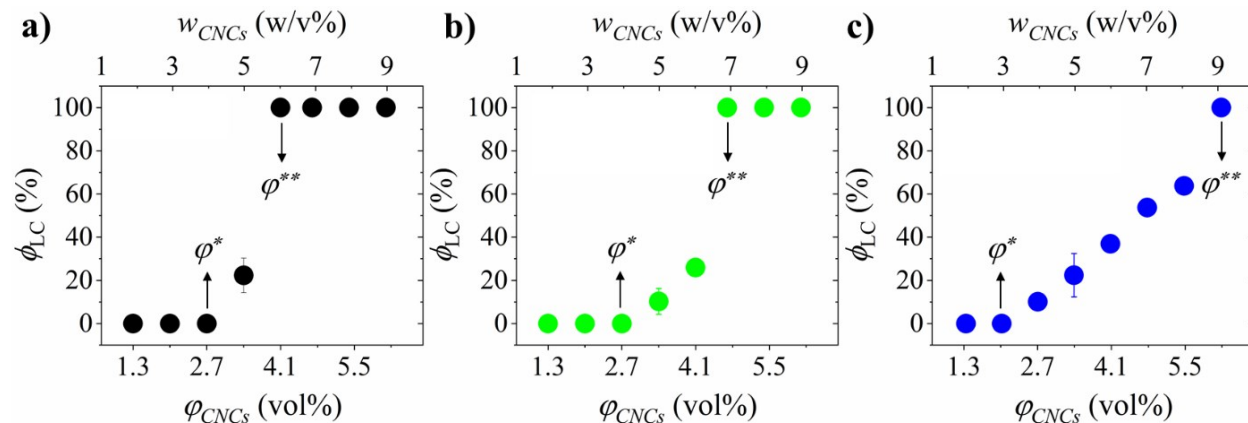 a)
w_CNCs (w/v%)
1 3 5 7 9
100
80
60
40
20
0
ϕ_LC (%)
φ**
φ*
1.3 2.7 4.1 5.5
φ_CNCs (vol%)
b)
w_CNCs (w/v%)
1 3 5 7 9
100
80
60
40
20
0
ϕ_LC (%)
φ**
φ*
1.3 2.7 4.1 5.5
φ_CNCs (vol%)
c)
w_CNCs (w/v%)
1 3 5 7 9
100
80
60
40
20
0
ϕ_LC (%)
φ**
φ*
1.3 2.7 4.1 5.5
φ_CNCs (vol%)